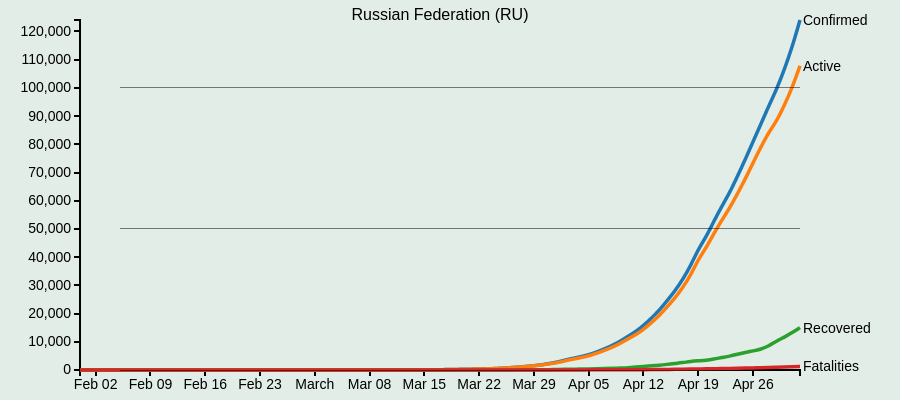 Russian Federation (RU)
Confirmed
120,000
110,000
Active
100,000
90,000
80,000
70,000
60,000
50,000
40,000
30,000
20,000
Recovered
10,000
0
Fatalities
Feb 02 Feb 09 Feb 16 Feb 23 March Mar 08 Mar 15 Mar 22 Mar 29 Apr 05 Apr 12 Apr 19 Apr 26